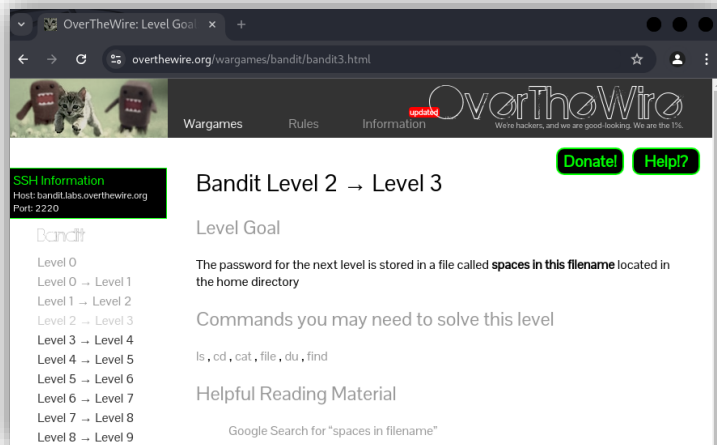 OverTheWire: Level Goal
overthewire.org/wargames/bandit/bandit3.html
Wargames
Rules
Information
updated
OverTheWire
We're hackers, and we are good-looking. We are the 1%.
Donate!
Help!?
SSH Information
Host: bandit.labs.overthewire.org
Port: 2220
Bandit
Level 0
Level 0 → Level 1
Level 1 → Level 2
Level 2 → Level 3
Level 3 → Level 4
Level 4 → Level 5
Level 5 → Level 6
Level 6 → Level 7
Level 7 → Level 8
Level 8 → Level 9
Bandit Level 2 → Level 3
Level Goal
The password for the next level is stored in a file called spaces in this filename located in
the home directory
Commands you may need to solve this level
ls , cd , cat , file , du , find
Helpful Reading Material
Google Search for “spaces in filename”